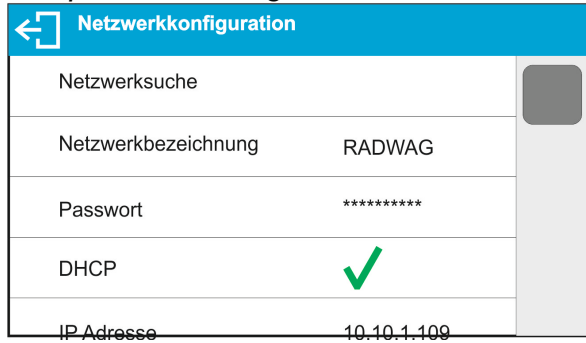 Netzwerkkonfiguration
Netzwerksuche
Netzwerkbezeichnung RADWAG
Passwort **********
DHCP
IP Adresse 10.10.1.109